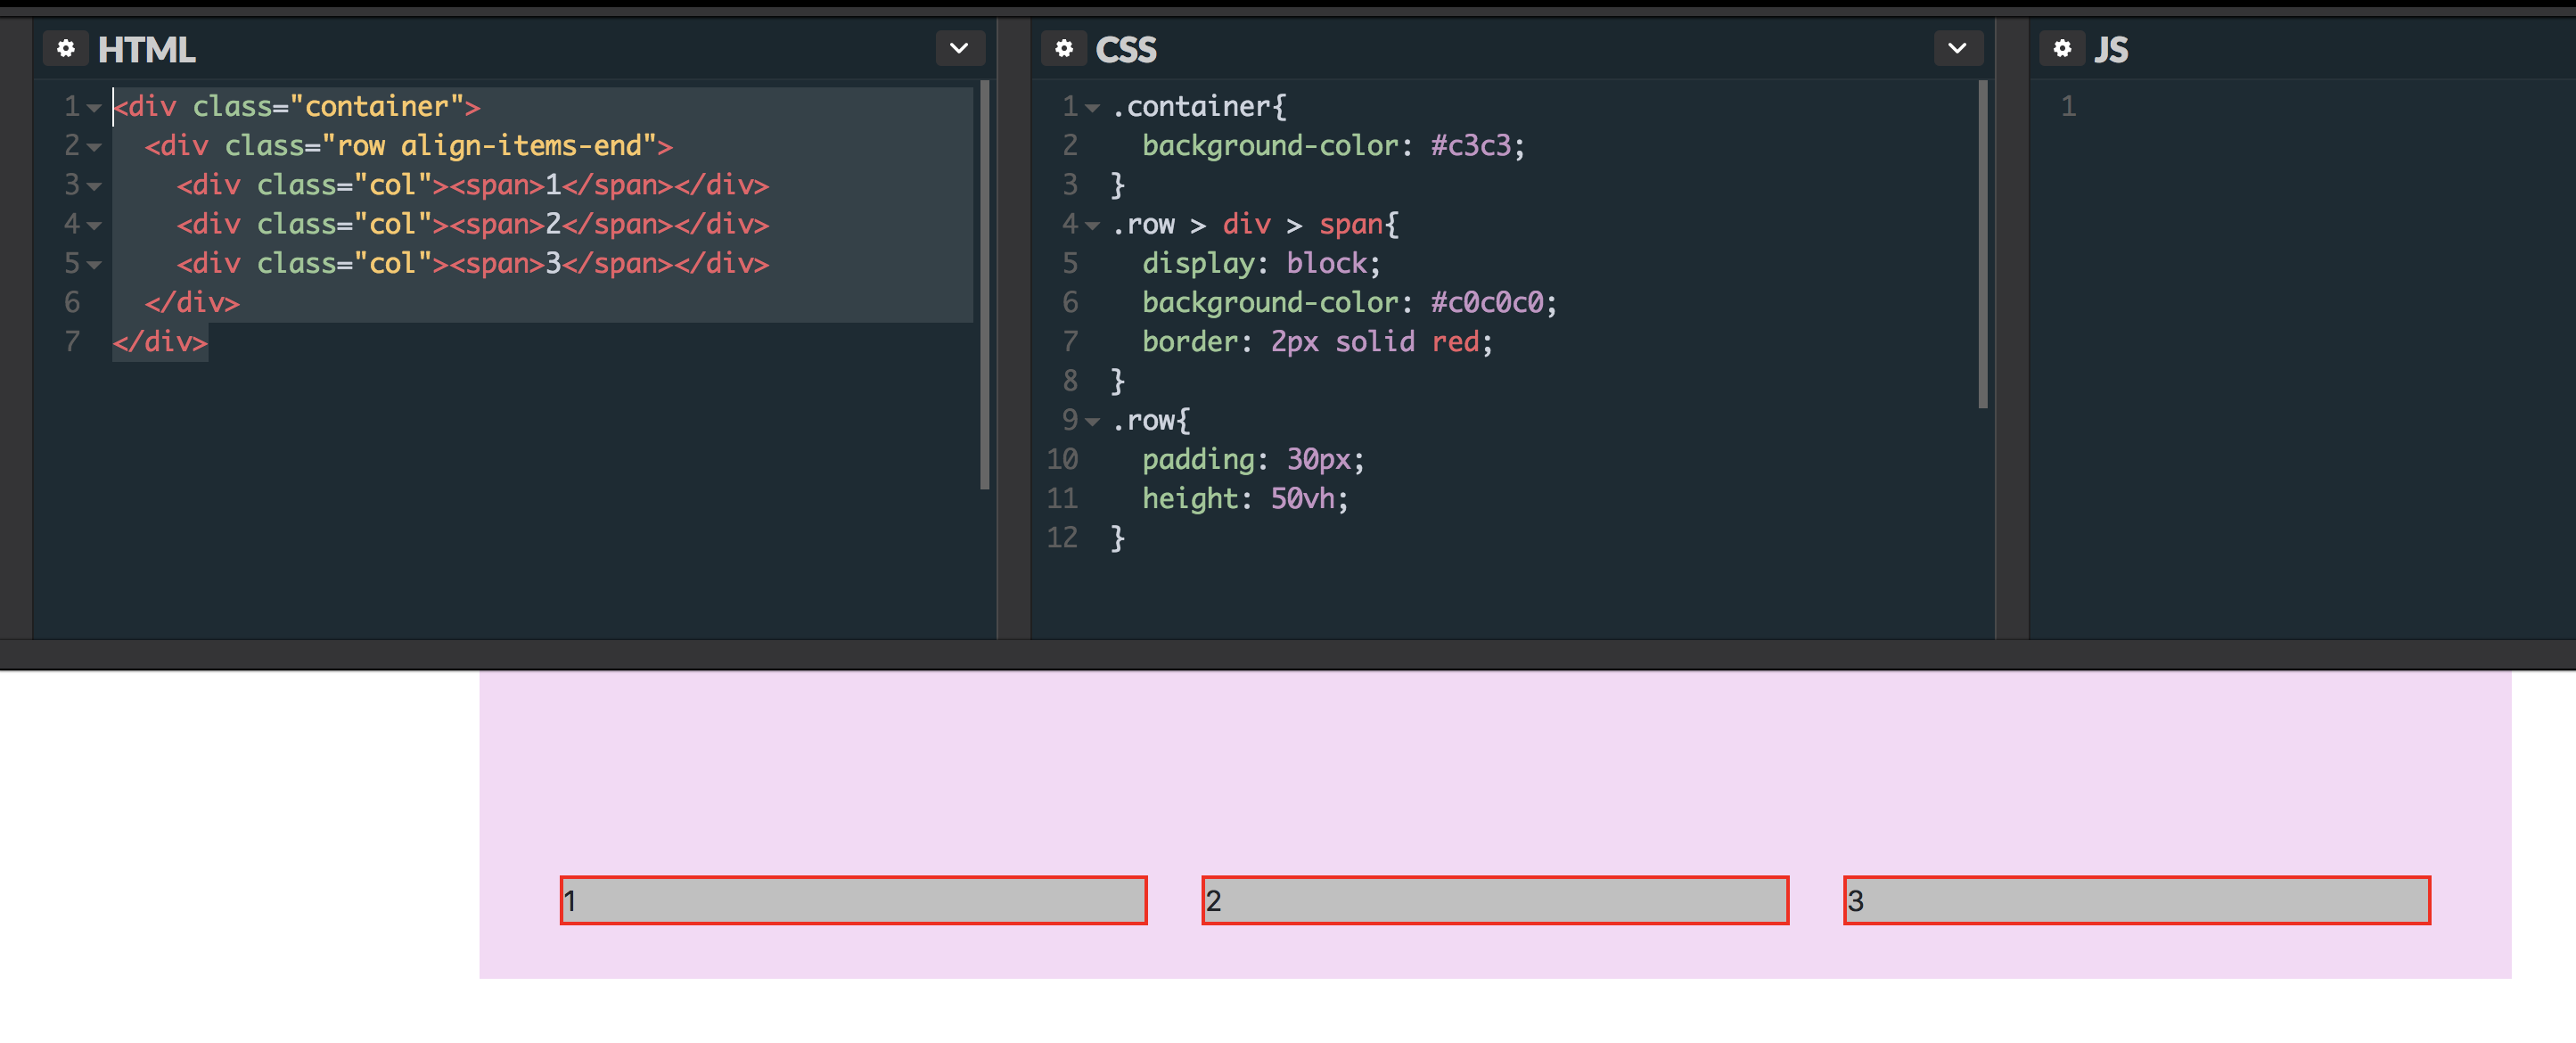 HTML
1 <div class="container">
2   <div class="row align-items-end">
3     <div class="col"><span>1</span></div>
4     <div class="col"><span>2</span></div>
5     <div class="col"><span>3</span></div>
6   </div>
7 </div>
CSS
1 .container{
2   background-color: #c3c3;
3 }
4 .row > div > span{
5   display: block;
6   background-color: #c0c0c0;
7   border: 2px solid red;
8 }
9 .row{
10   padding: 30px;
11   height: 50vh;
12 }
JS
1
1
2
3